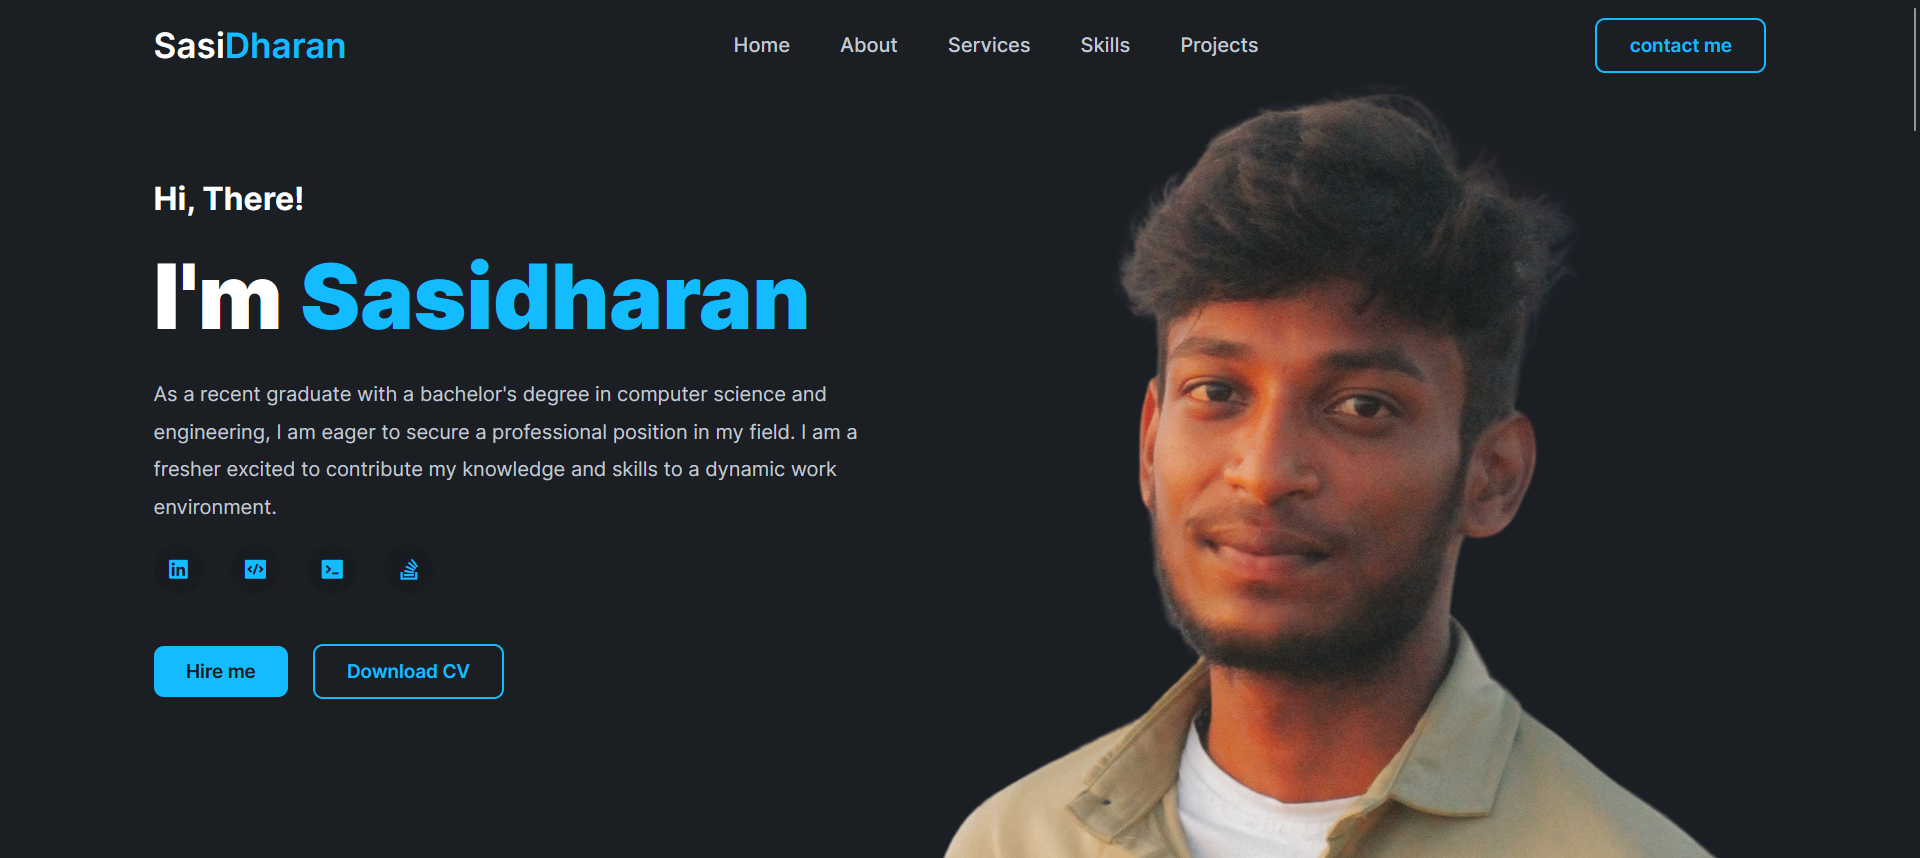 SasiDharan
Home About Services Skills Projects
contact me
Hi, There!
I'm Sasidharan
As a recent graduate with a bachelor's degree in computer science and
engineering, I am eager to secure a professional position in my field. I am a
fresher excited to contribute my knowledge and skills to a dynamic work
environment.
in
Hire me
Download CV